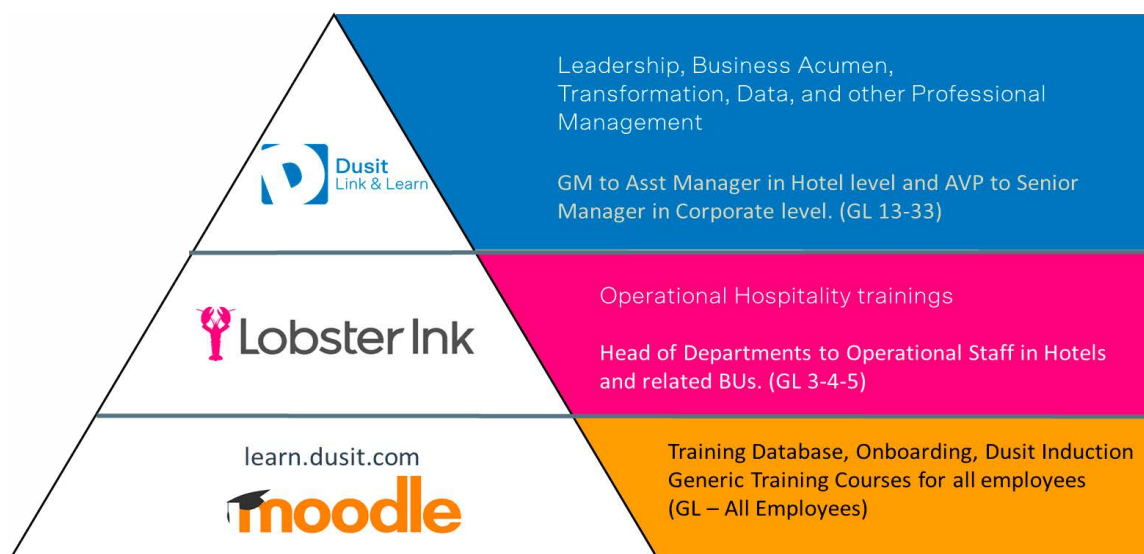 Leadership, Business Acumen,
Transformation, Data, and other Professional
Management
Dusit
Link & Learn
GM to Asst Manager in Hotel level and AVP to Senior
Manager in Corporate level. (GL 13-33)
Operational Hospitality trainings
Lobster Ink
Head of Departments to Operational Staff in Hotels
and related BUs. (GL 3-4-5)
learn.dusit.com
moodle
Training Database, Onboarding, Dusit Induction
Generic Training Courses for all employees
(GL – All Employees)